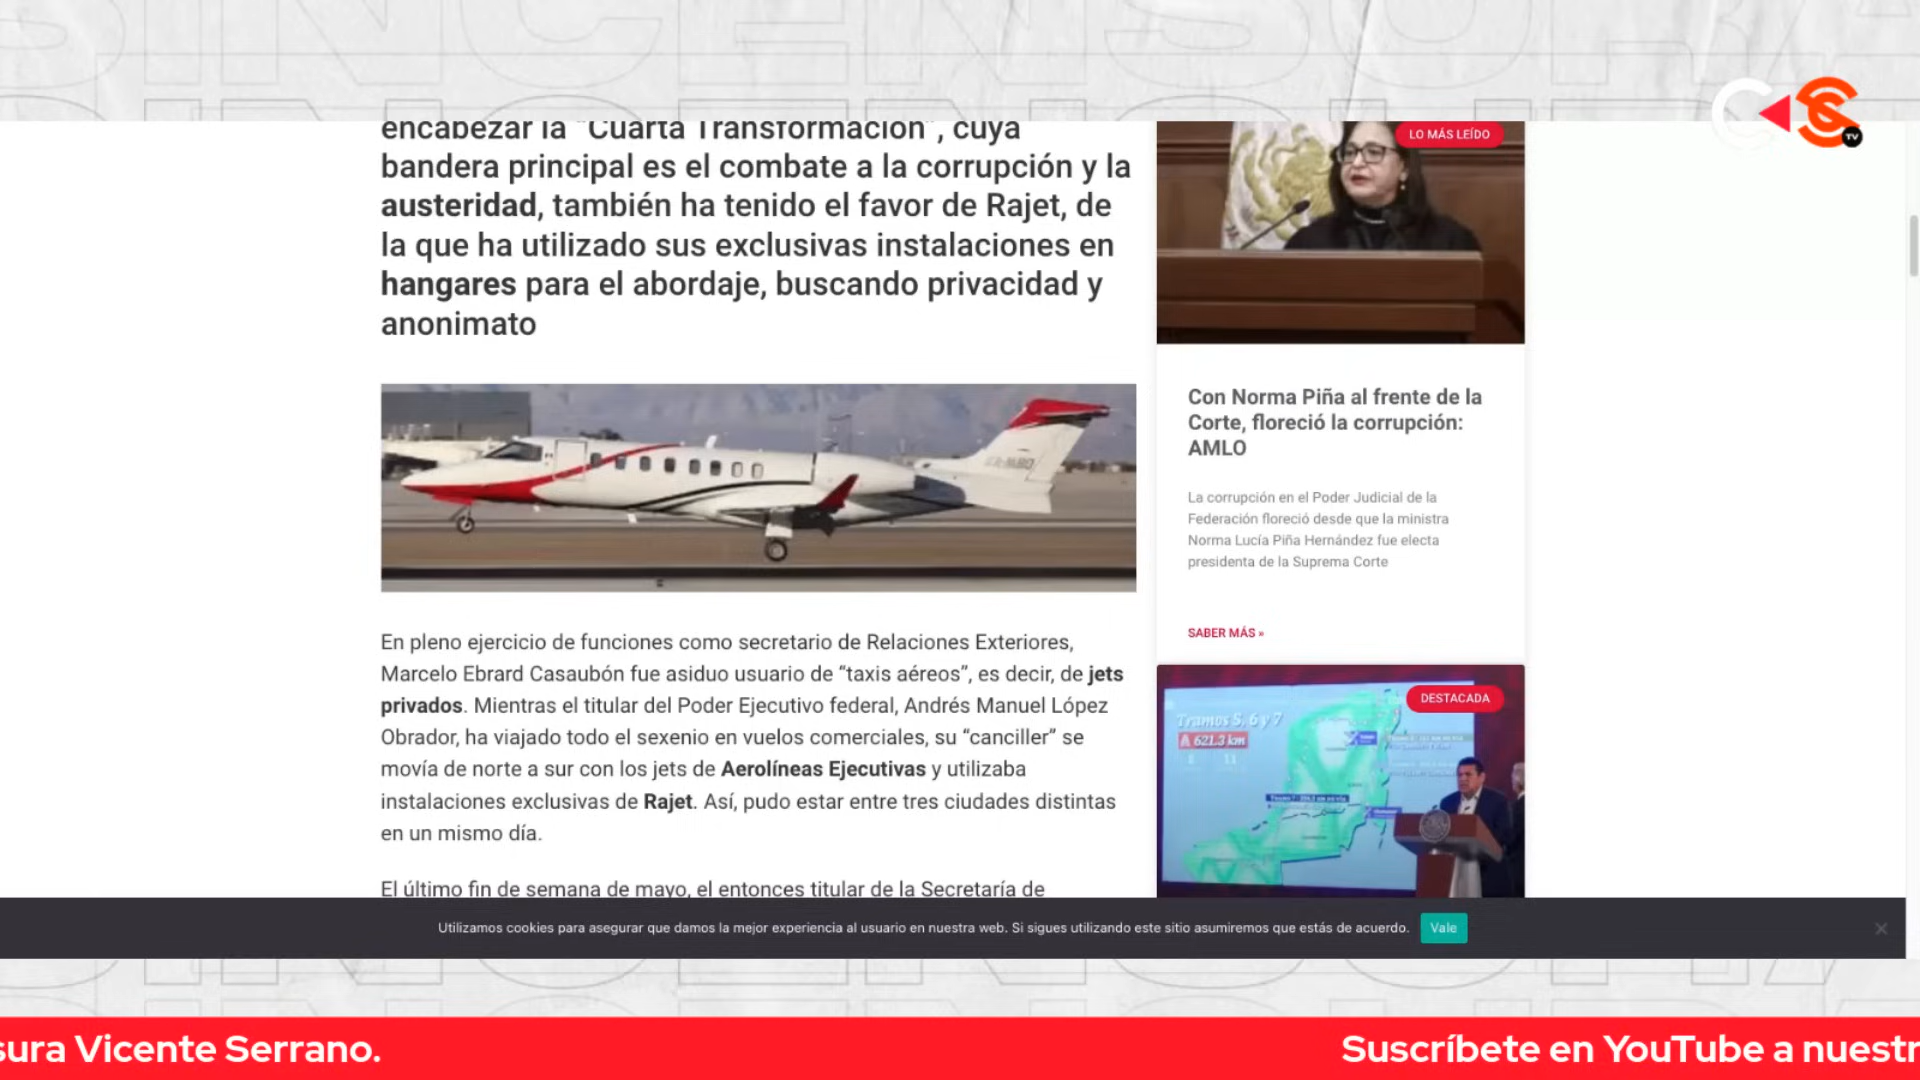 encabezar la "Cuarta Transformación", cuya
bandera principal es el combate a la corrupción y la
austeridad, también ha tenido el favor de Rajet, de
la que ha utilizado sus exclusivas instalaciones en
hangares para el abordaje, buscando privacidad y
anonimato
En pleno ejercicio de funciones como secretario de Relaciones Exteriores,
Marcelo Ebrard Casaubón fue asiduo usuario de “taxis aéreos”, es decir, de jets
privados. Mientras el titular del Poder Ejecutivo federal, Andrés Manuel López
Obrador, ha viajado todo el sexenio en vuelos comerciales, su “canciller” se
movía de norte a sur con los jets de Aerolíneas Ejecutivas y utilizaba
instalaciones exclusivas de Rajet. Así, pudo estar entre tres ciudades distintas
en un mismo día.
El último fin de semana de mayo, el entonces titular de la Secretaría de
LO MÁS LEÍDO
Con Norma Piña al frente de la
Corte, floreció la corrupción:
AMLO
La corrupción en el Poder Judicial de la
Federación floreció desde que la ministra
Norma Lucía Piña Hernández fue electa
presidenta de la Suprema Corte
SABER MÁS »
DESTACADA
Tramos 5, 6 y 7
621.3 km
TV
Utilizamos cookies para asegurar que damos la mejor experiencia al usuario en nuestra web. Si sigues utilizando este sitio asumiremos que estás de acuerdo.
Vale
sura Vicente Serrano.
Suscríbete en YouTube a nuestr